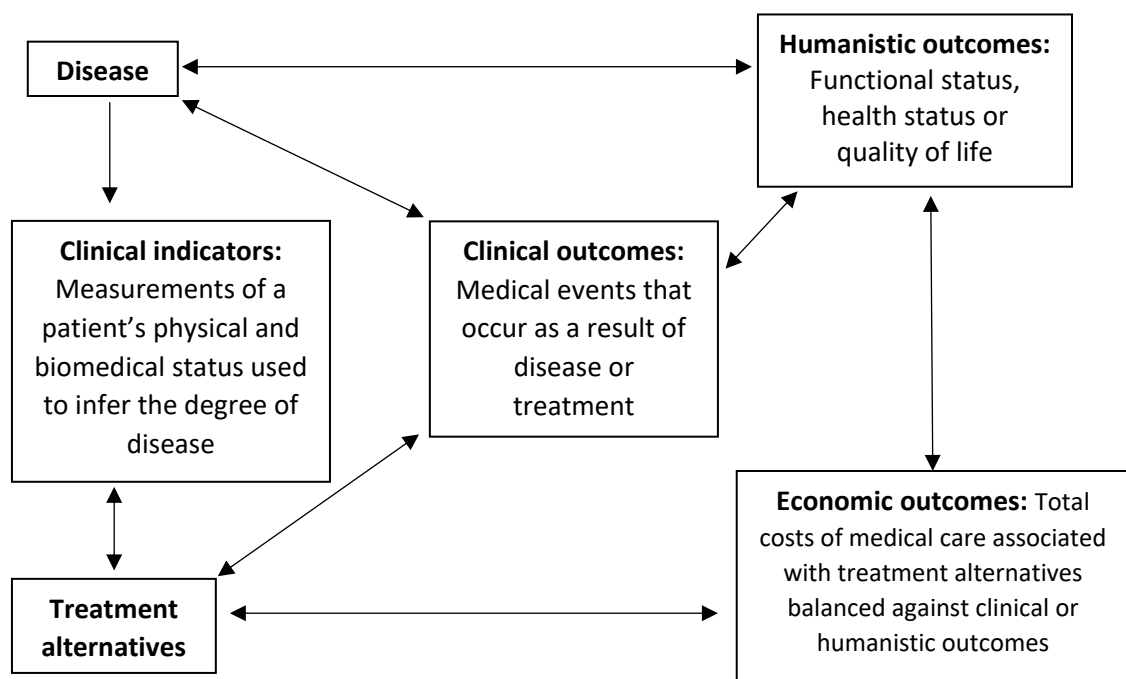 Disease
Humanistic outcomes:
Functional status,
health status or
quality of life
Clinical indicators:
Measurements of a
patient’s physical and
biomedical status used
to infer the degree of
disease
Clinical outcomes:
Medical events that
occur as a result of
disease or
treatment
Treatment
alternatives
Economic outcomes: Total
costs of medical care associated
with treatment alternatives
balanced against clinical or
humanistic outcomes